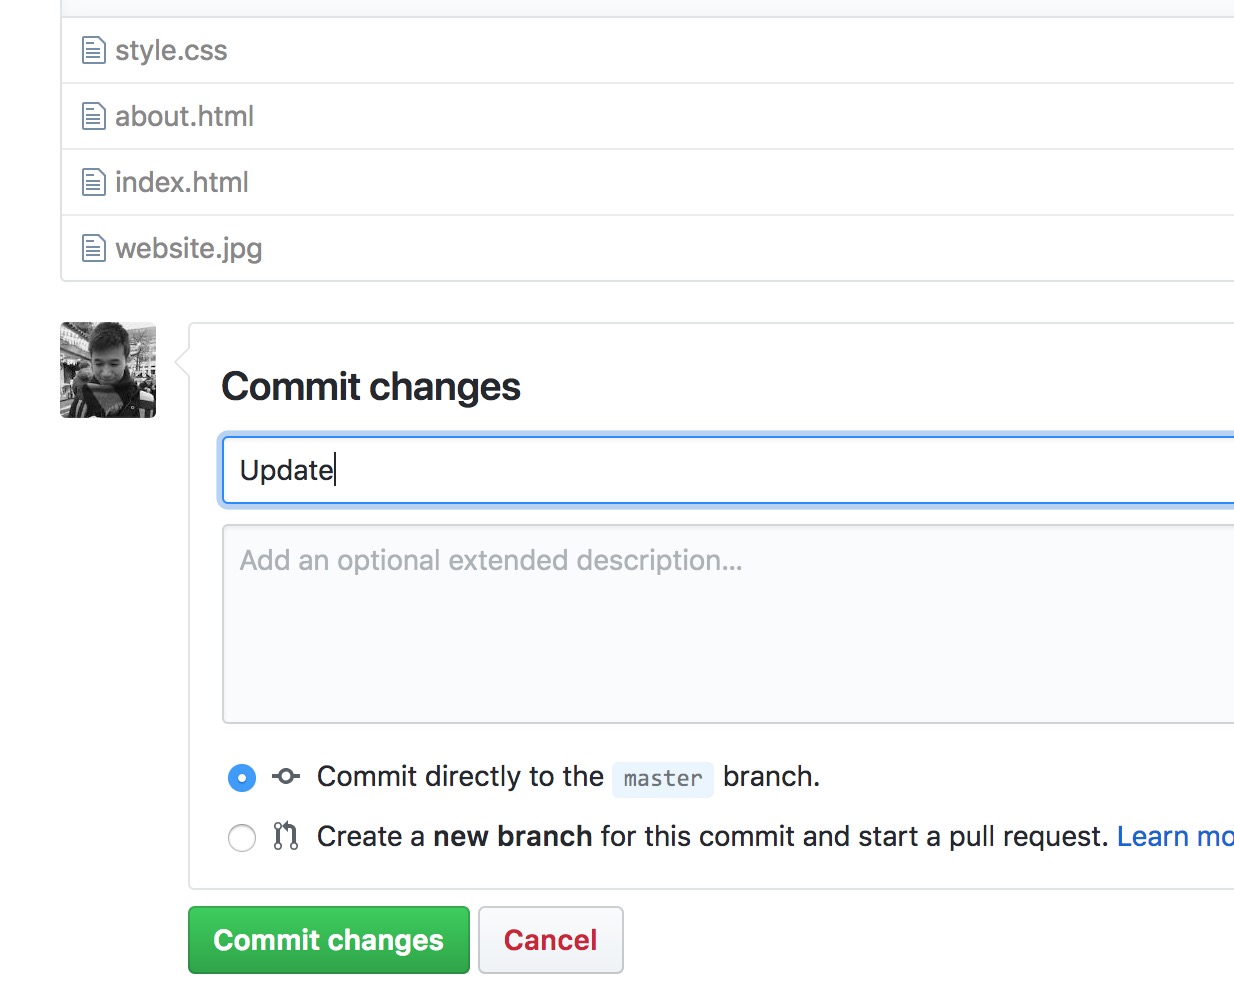 style.css
about.html
index.html
website.jpg
Commit changes
Update
Add an optional extended description...
Commit directly to the master branch.
Create a new branch for this commit and start a pull request. Learn mo
Commit changes Cancel